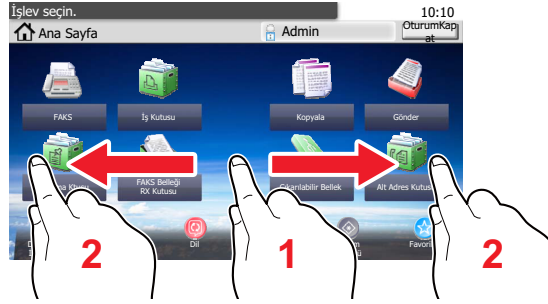 İşlev seçin.
10:10
Ana Sayfa
Admin
OturumKap
at
FAKS
İş Kutusu
Kopyala
Gönder
FAKS Belleği
RX Kutusu
Çıkarılabilir Bellek
Alt Adres Kutusu
Dil
Favoril
2
1
2